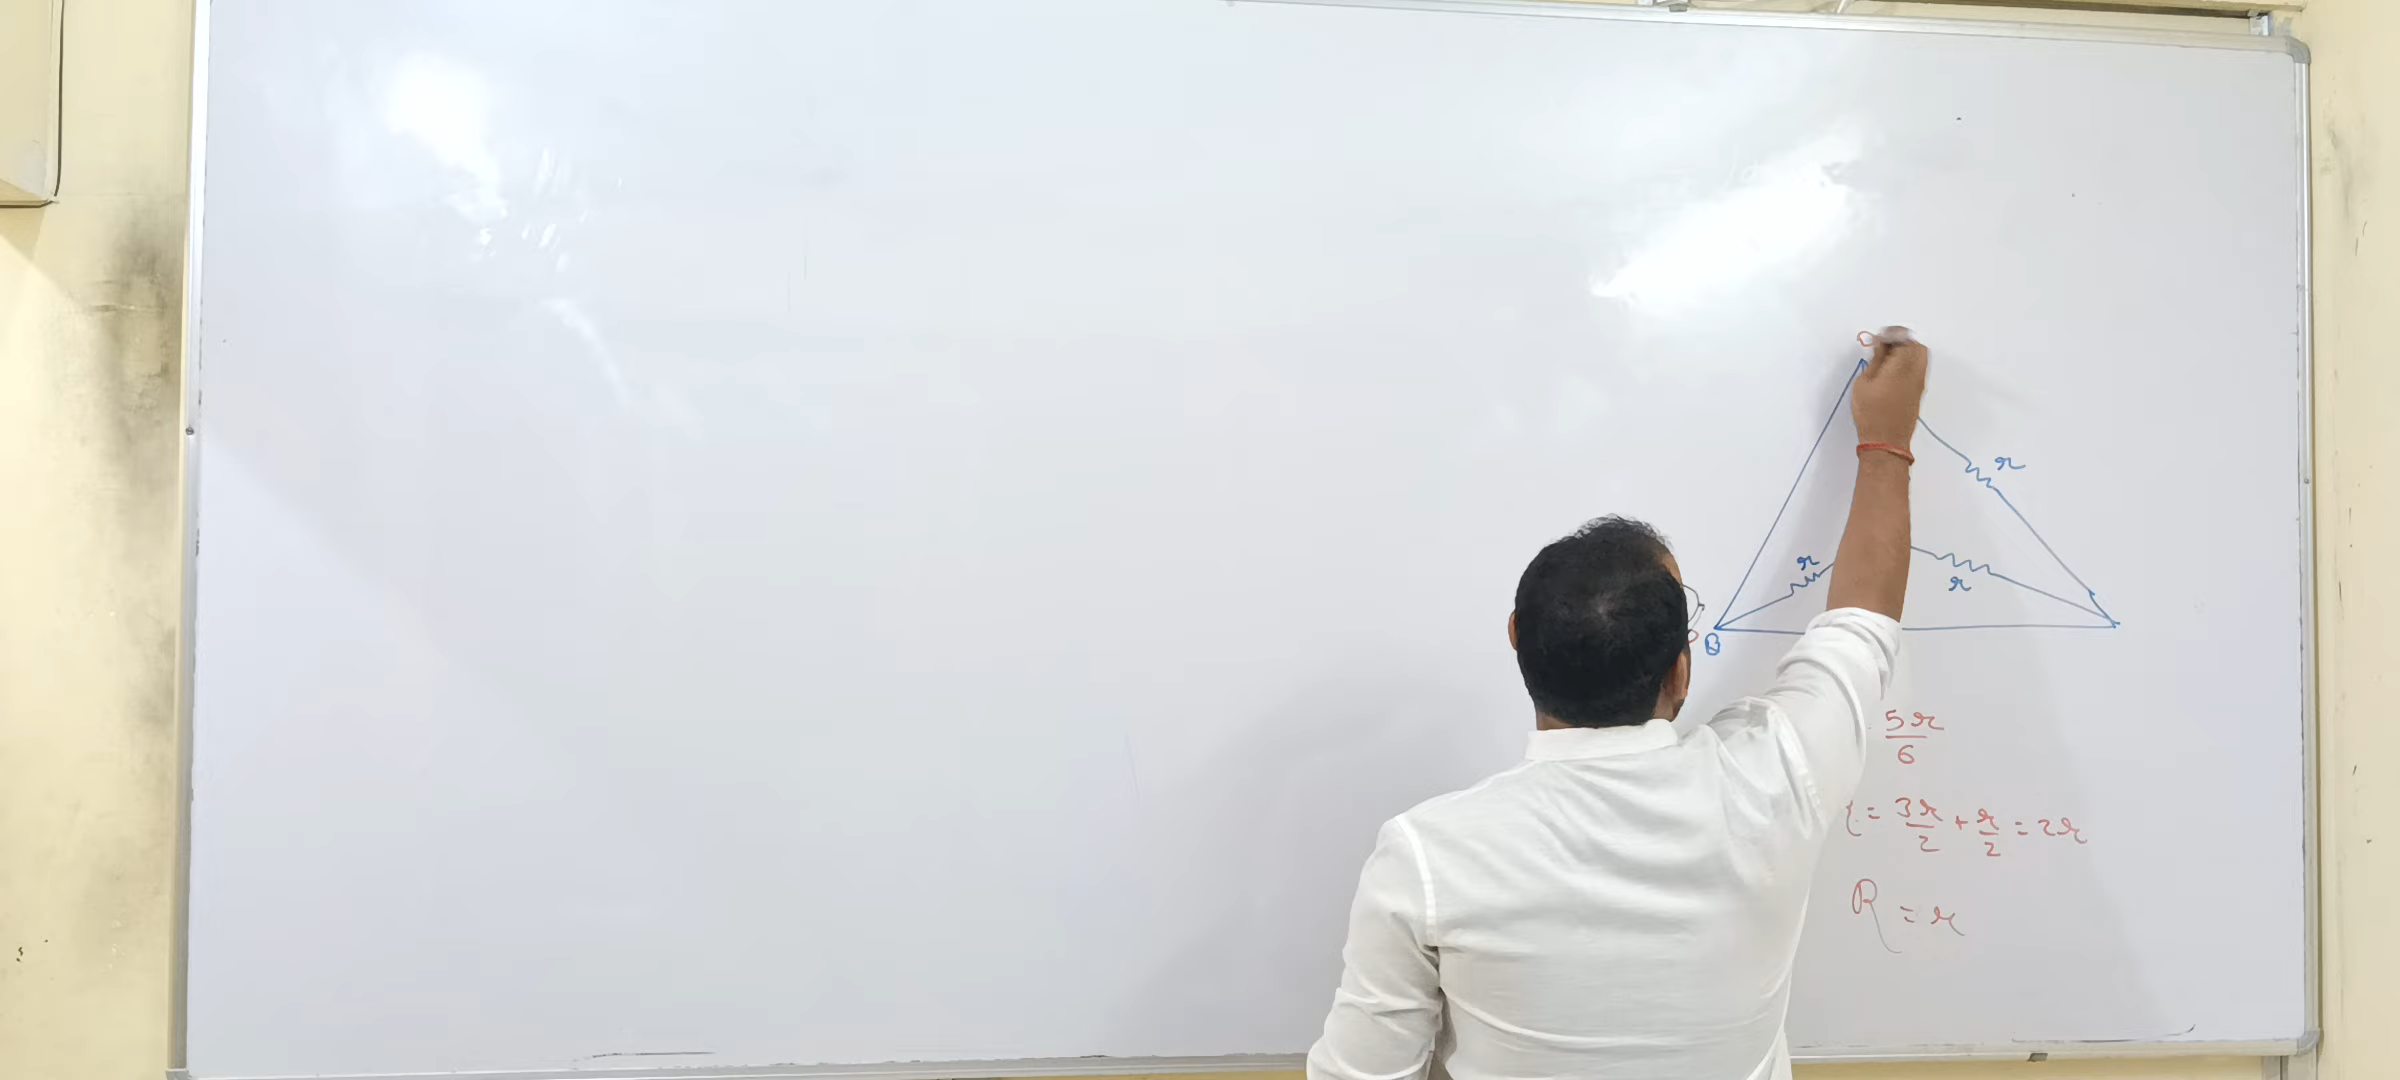 r
r
r
B
5r/6
= 3r/2 + r/2 = 2r
R = r